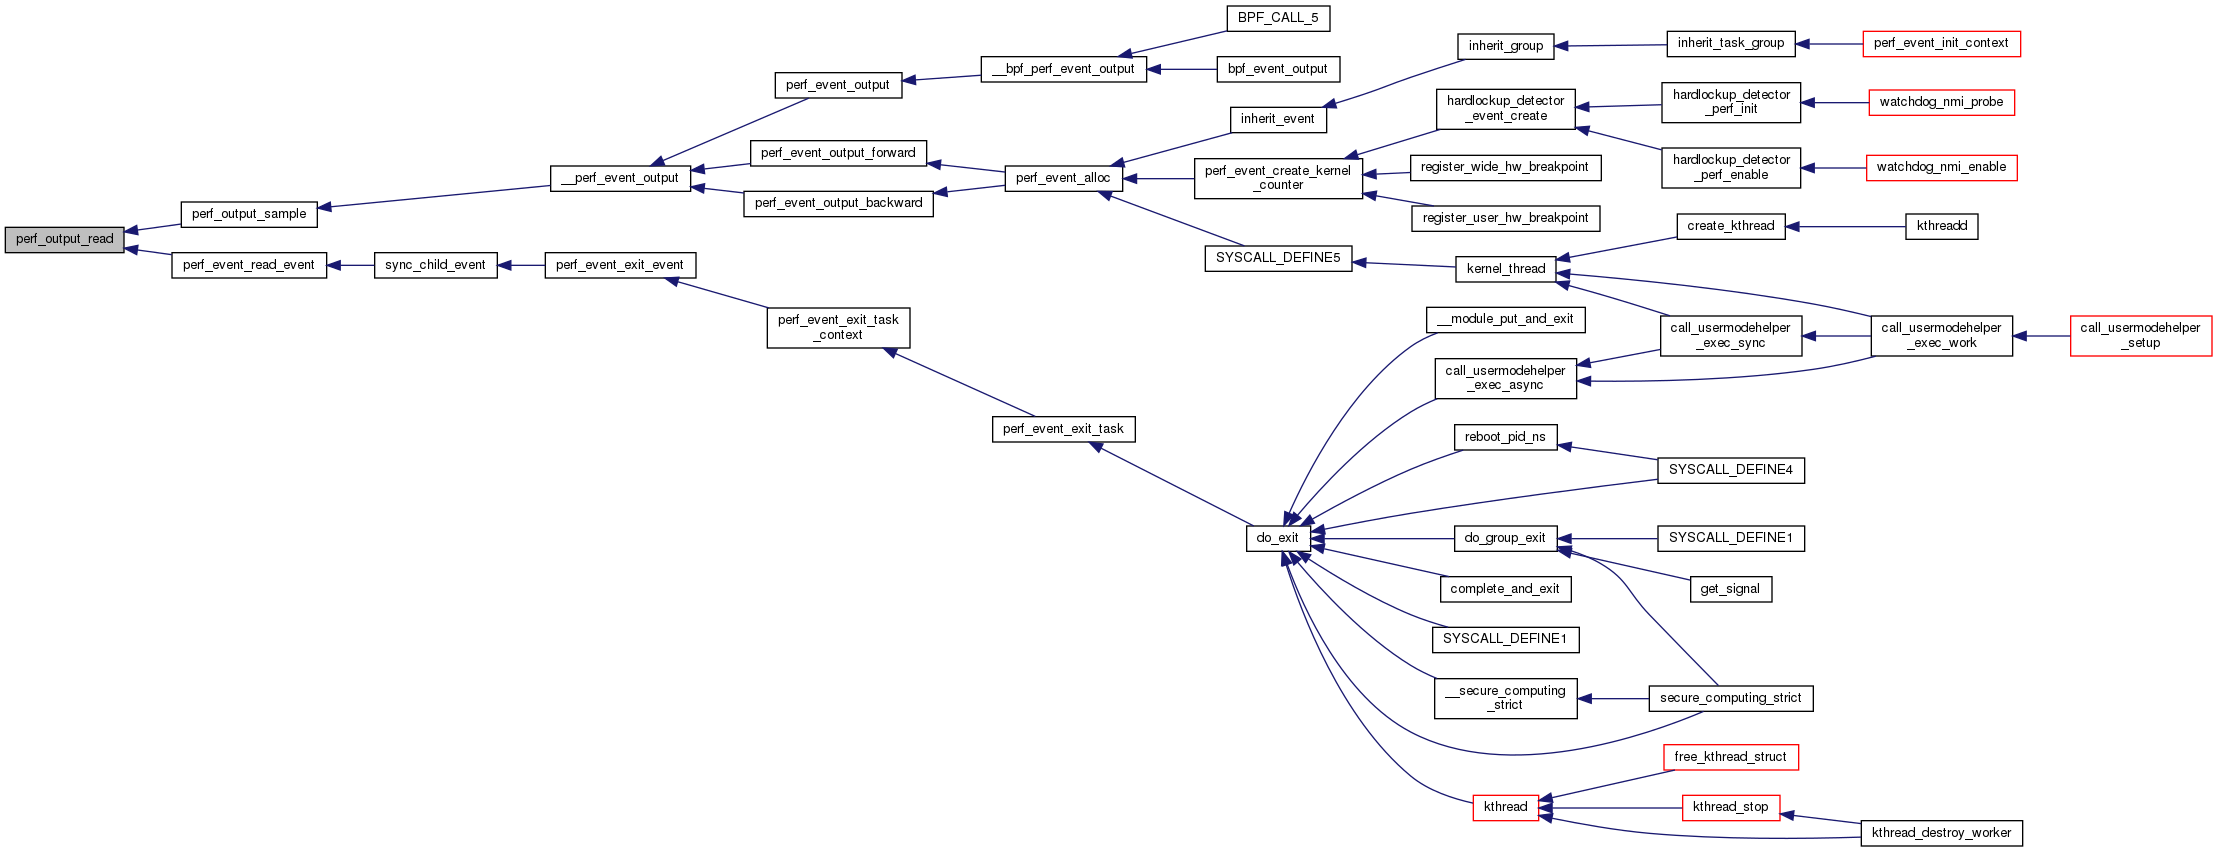 perf_output_read
perf_output_sample
perf_event_read_event
sync_child_event
__perf_event_output
perf_event_exit_event
perf_event_output
perf_event_output_forward
perf_event_output_backward
perf_event_exit_task
_context
__bpf_perf_event_output
perf_event_alloc
perf_event_exit_task
BPF_CALL_5
bpf_event_output
inherit_event
perf_event_create_kernel
_counter
SYSCALL_DEFINE5
do_exit
inherit_group
hardlockup_detector
_event_create
register_wide_hw_breakpoint
register_user_hw_breakpoint
kernel_thread
__module_put_and_exit
call_usermodehelper
_exec_async
reboot_pid_ns
do_group_exit
complete_and_exit
SYSCALL_DEFINE1
__secure_computing
_strict
kthread
inherit_task_group
hardlockup_detector
_perf_init
hardlockup_detector
_perf_enable
create_kthread
call_usermodehelper
_exec_sync
SYSCALL_DEFINE4
SYSCALL_DEFINE1
get_signal
secure_computing_strict
free_kthread_struct
kthread_stop
perf_event_init_context
watchdog_nmi_probe
watchdog_nmi_enable
kthreadd
call_usermodehelper
_exec_work
kthread_destroy_worker
call_usermodehelper
_setup